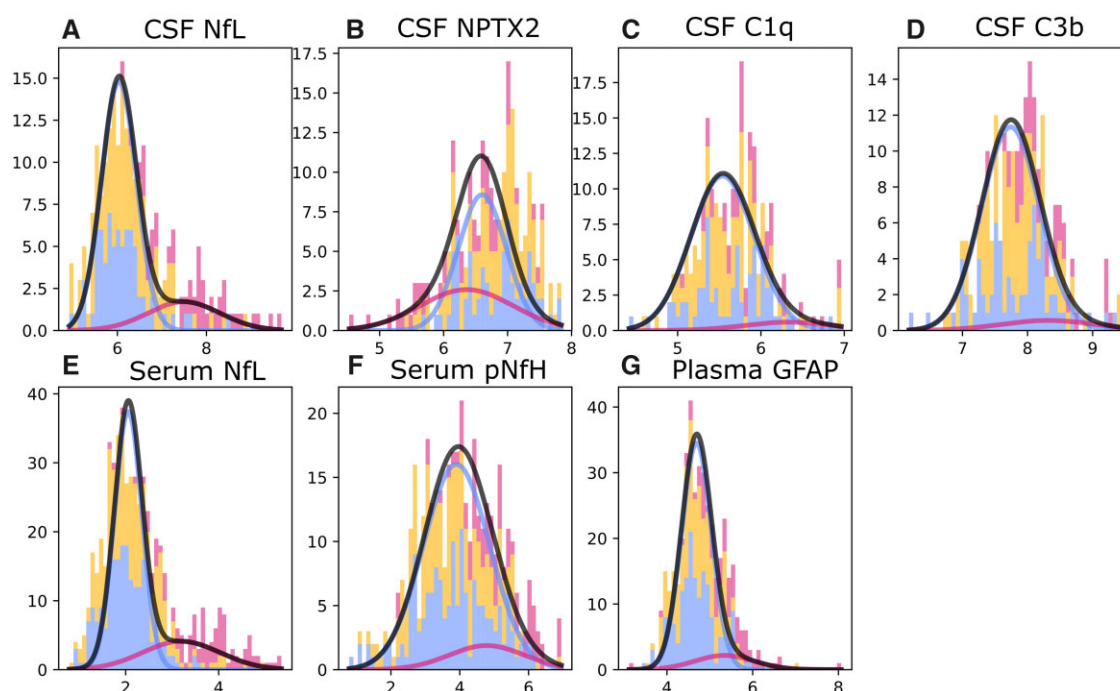 A CSF NfL B CSF NPTX2 C CSF C1q D CSF C3b
17.5 15.0 12.5 10.0 7.5 5.0 2.5 0.0
15.0 12.5 10.0 7.5 5.0 2.5 0.0
17.5 15.0 12.5 10.0 7.5 5.0 2.5 0.0
14 12 10 8 6 4 2 0
6 8 5 6 7 8 5 6 7 7 8 9
E Serum NfL F Serum pNfH G Plasma GFAP
40 30 20 10 0
20 15 10 5 0
40 30 20 10 0
2 4 2 4 6 4 6 8